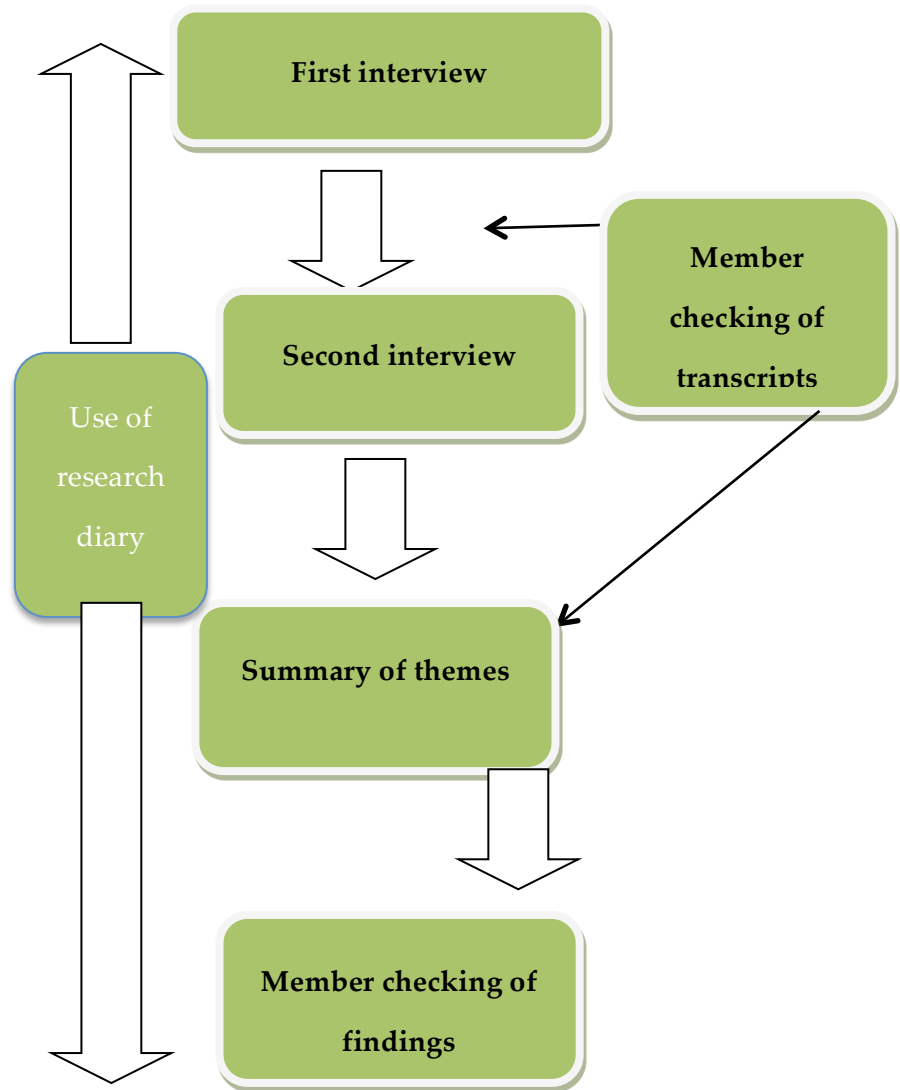 First interview
Member
checking of
transcripts
Second interview
Use of
research
diary
Summary of themes
Member checking of
findings